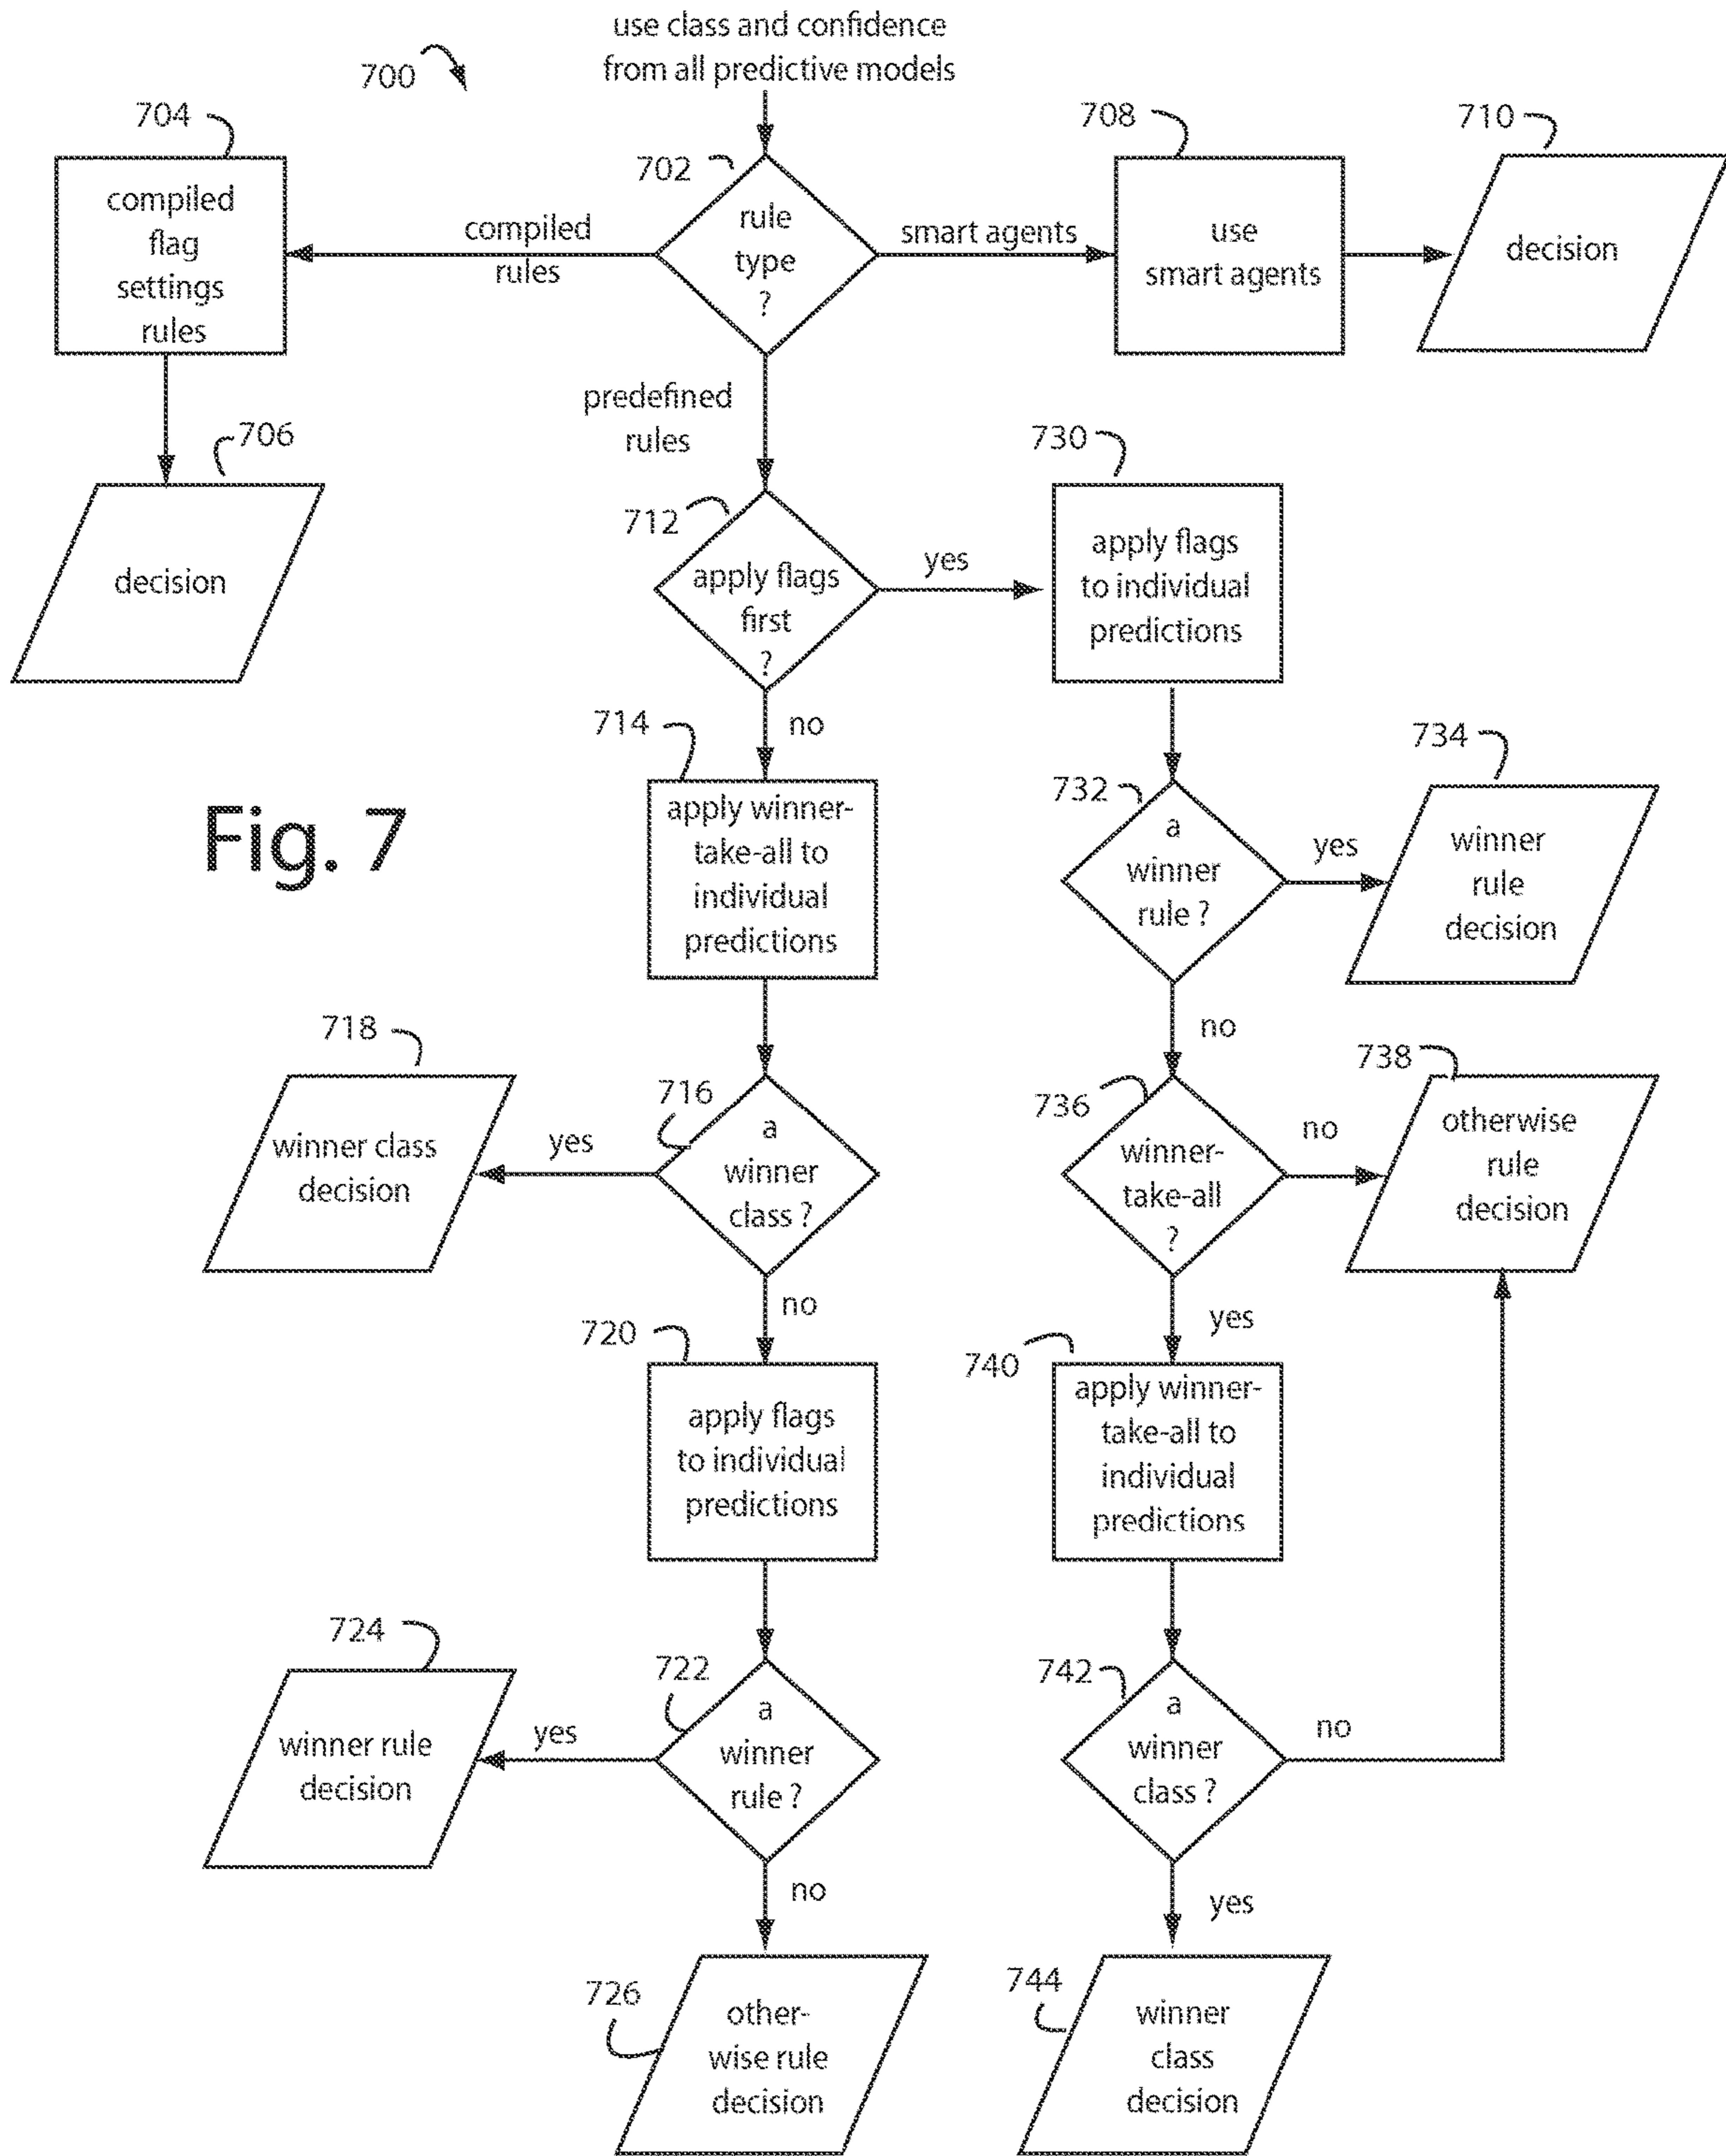 use class and confidence
from all predictive models
700
704
708
710
702
compiled
flag
settings
rules
rule
type
?
compiled
rules
smart agents
use
smart agents
decision
predefined
rules
706
730
712
decision
apply flags
first
?
yes
apply flags
to individual
predictions
no
714
734
732
Fig. 7
apply winner-
take-all to
individual
predictions
a
winner
rule ?
yes
winner
rule
decision
no
718
738
716
736
winner class
decision
yes
a
winner
class ?
winner-
take-all
?
no
otherwise
rule
decision
no
yes
720
740
apply flags
to individual
predictions
apply winner-
take-all to
individual
predictions
724
722
742
winner rule
decision
yes
a
winner
rule ?
a
winner
class ?
no
no
yes
726
744
other-
wise rule
decision
winner
class
decision